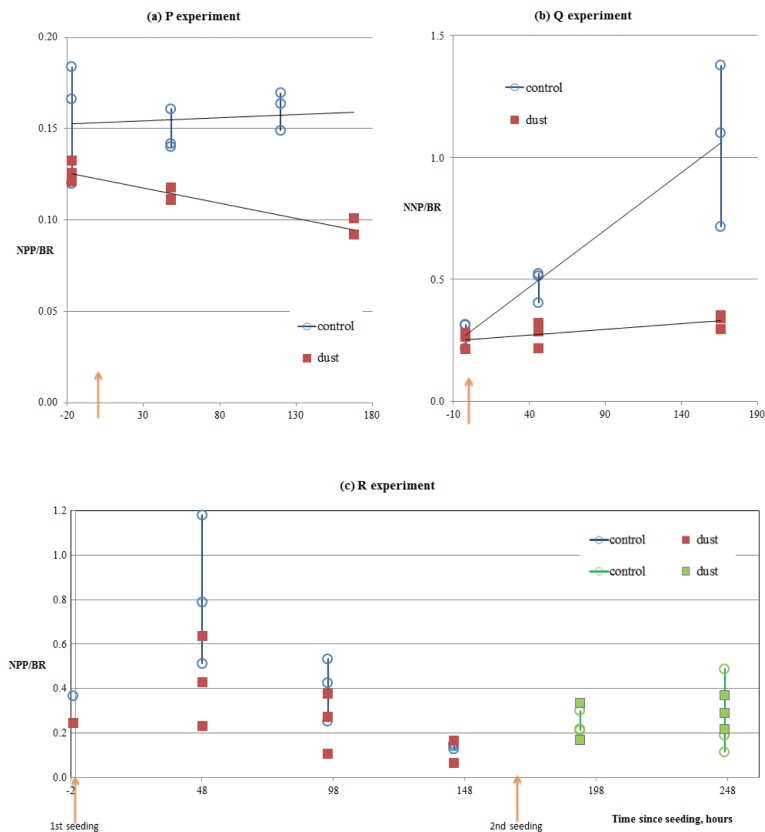 (a) P experiment
0.20
0.15
0.10
NPP/BR
0.05
0.00
-20 30 80 130 180
control
dust
(b) Q experiment
1.5
1.0
NNP/BR
0.5
0.0
-10 40 90 140 190
control
dust
(c) R experiment
1.2
1.0
0.8
0.6
NPP/BR
0.4
0.2
0.0
-2 48 98 148 198 248
control dust
control dust
1st seeding 2nd seeding Time since seeding, hours